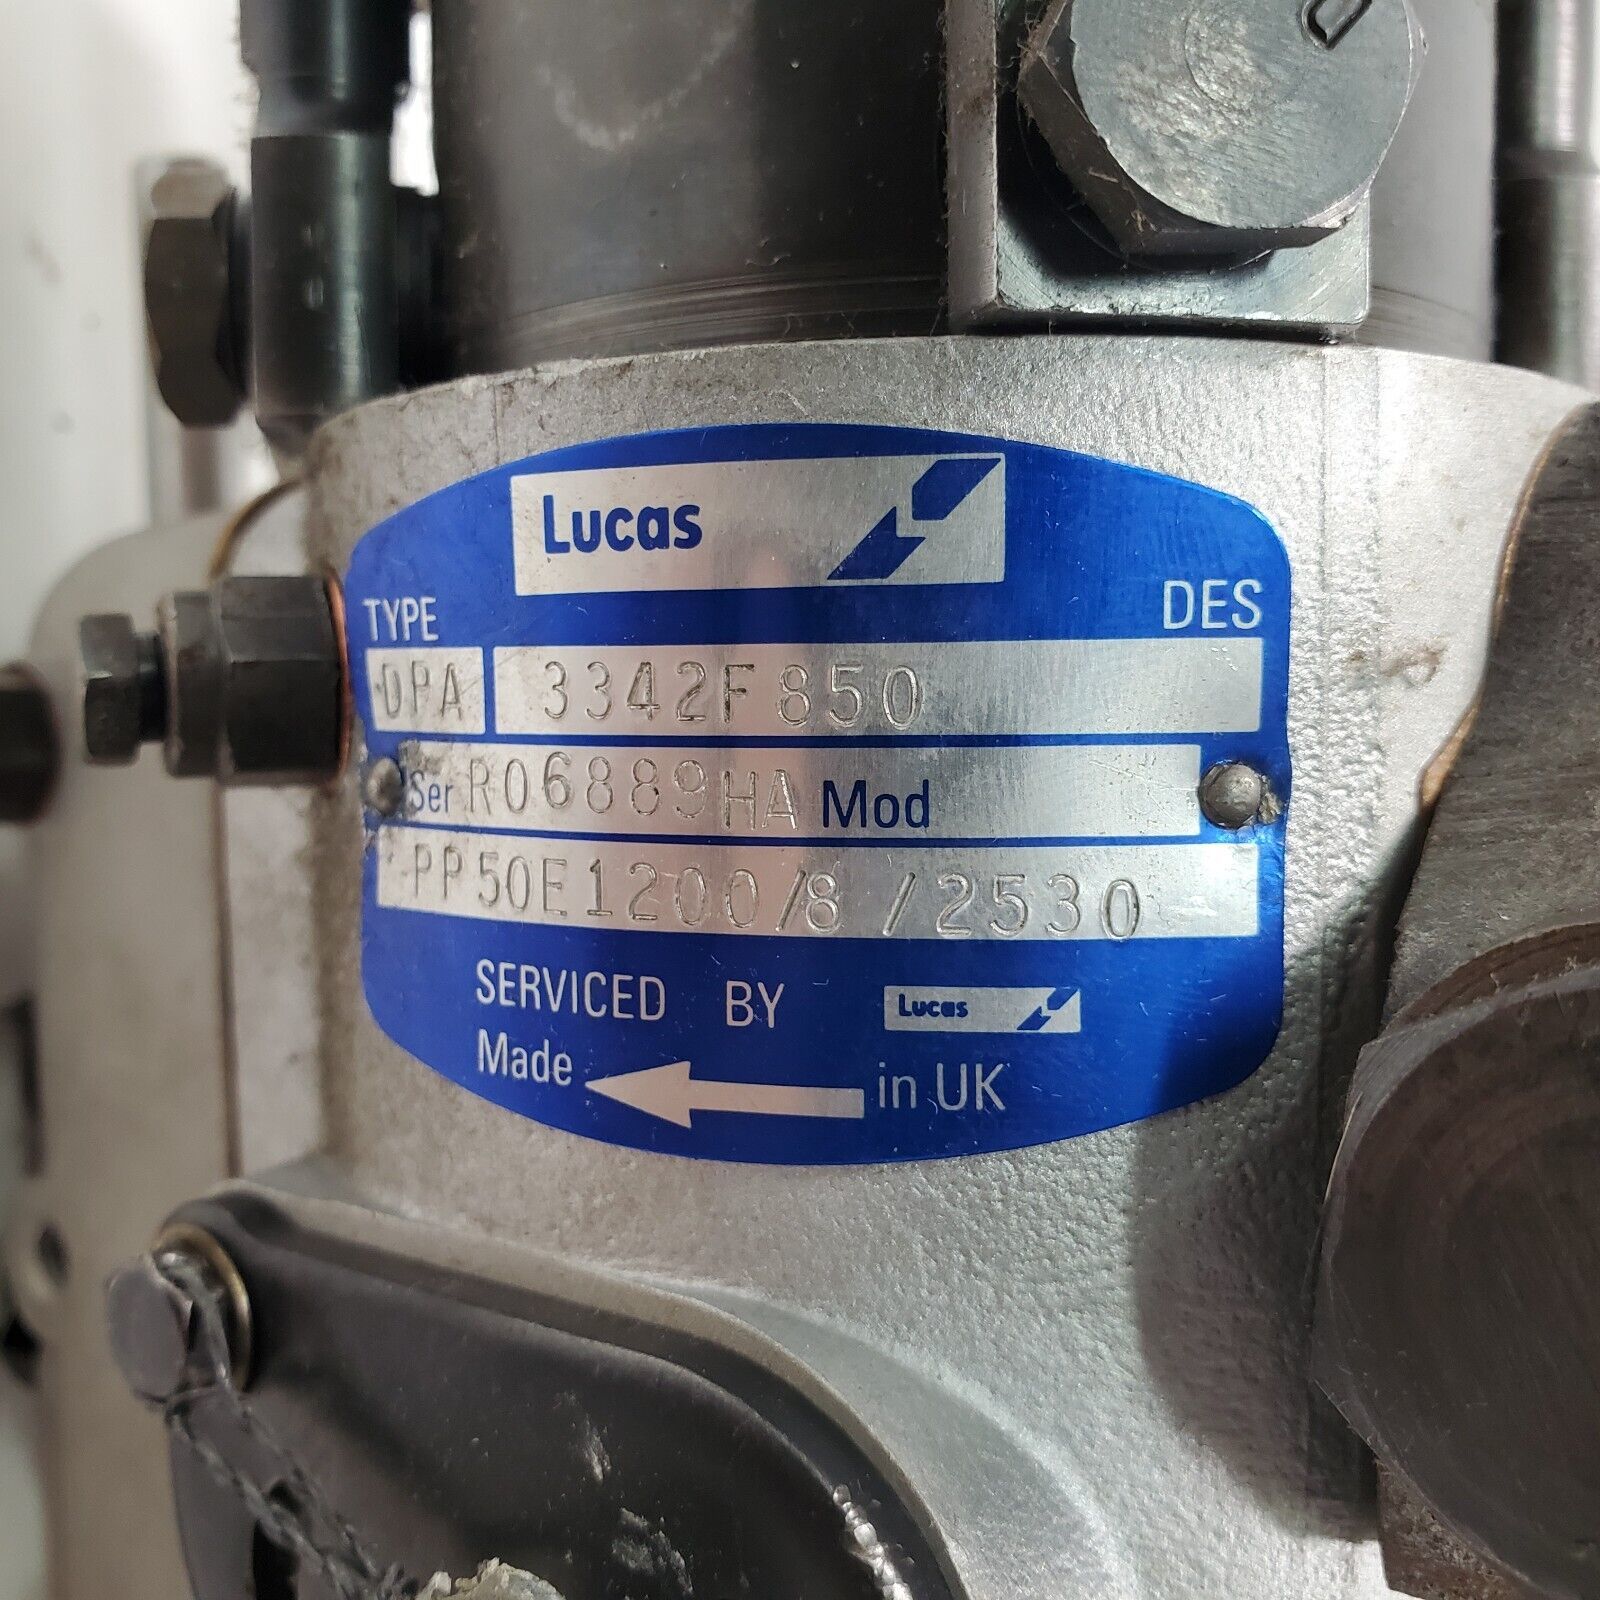 Lucas
TYPE DES
DPA 3342F850
Ser R06889HA Mod
PP50E1200/8 /2530
SERVICED BY Lucas
Made in UK